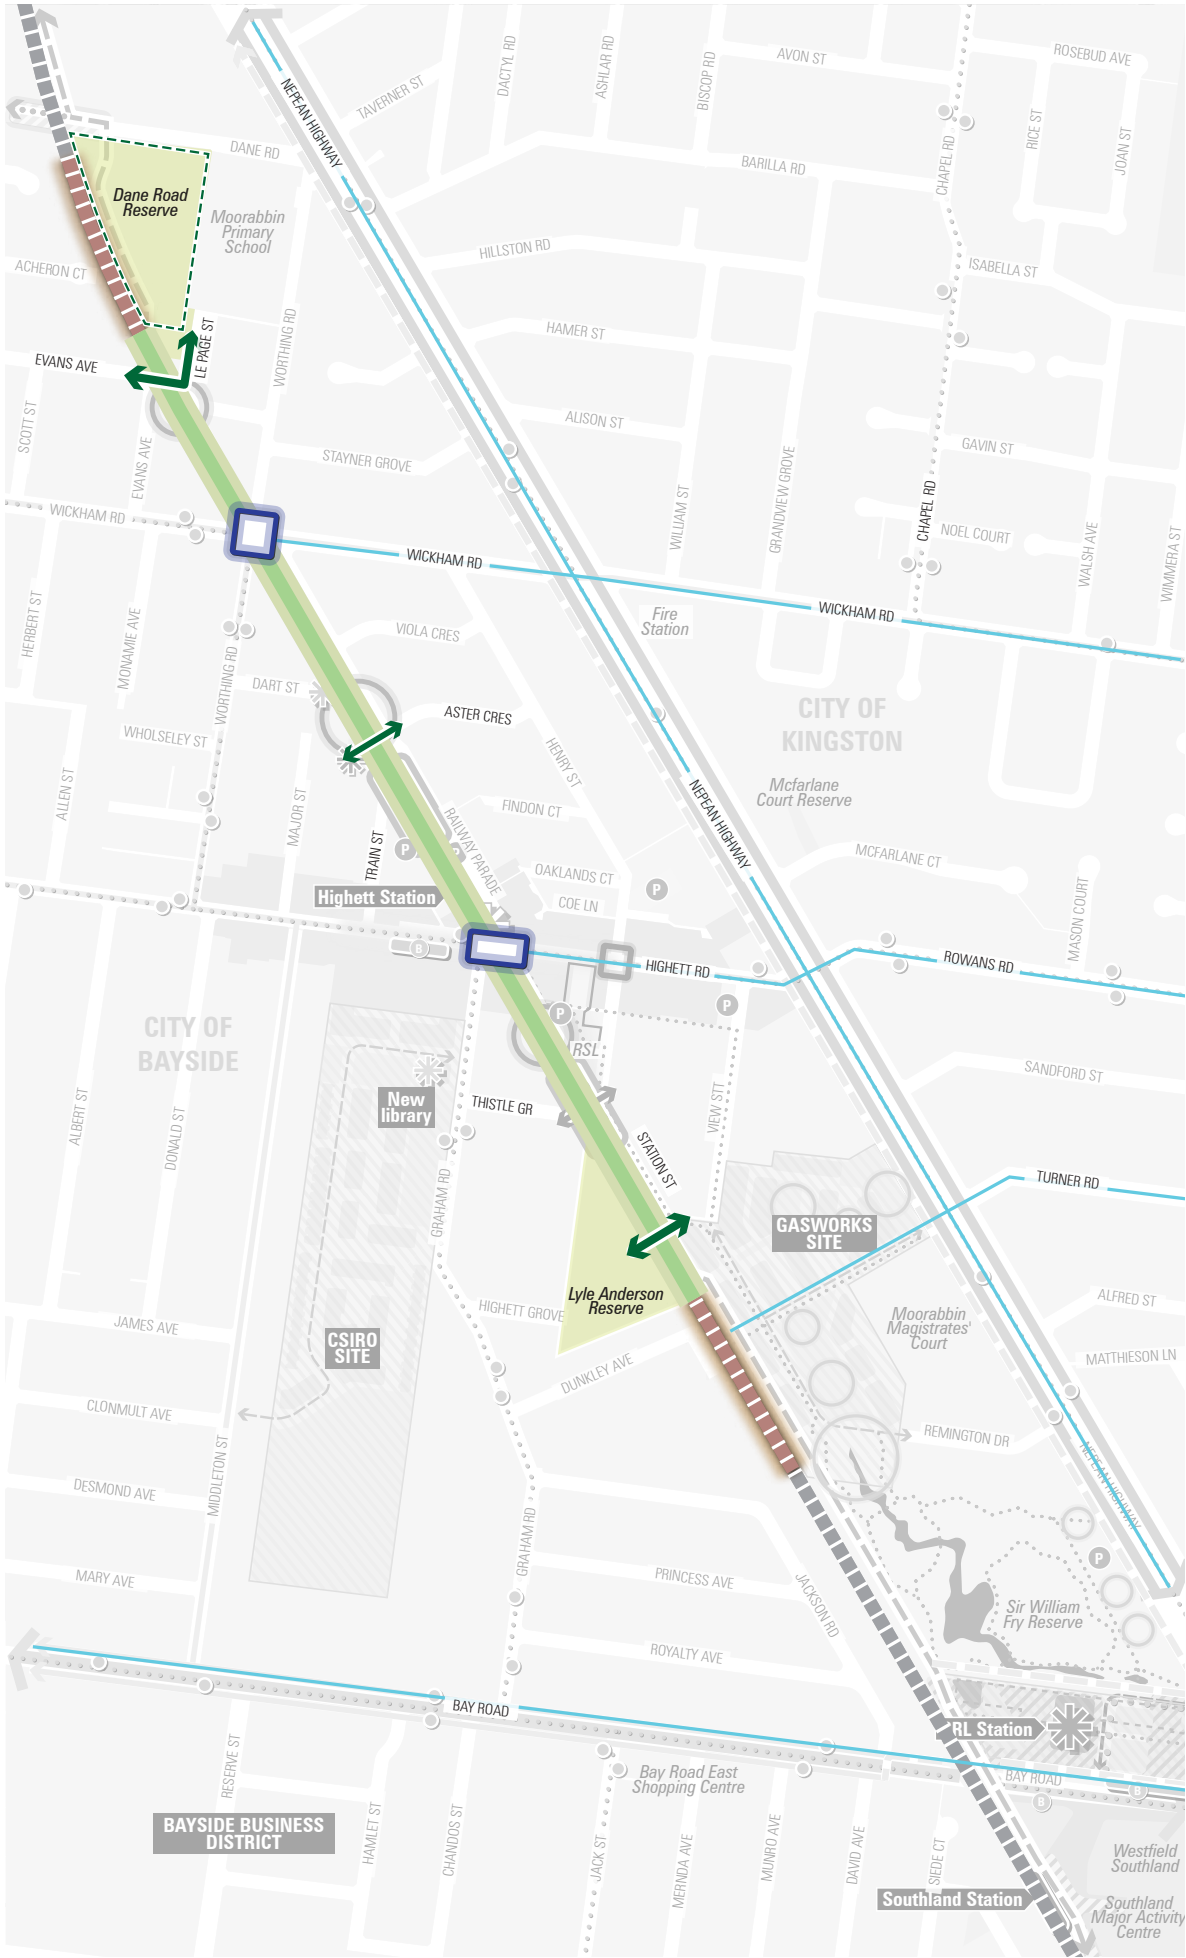 NEPEAN HIGHWAY
TAVERNER ST
DACTYL RD
ASHLAR RD
BISCOP RD
AVON ST
ROSEBUD AVE
RICE ST
JOAN ST
CHAPEL RD
DANE RD
BARILLA RD
Dane Road
Reserve
Moorabbin
Primary
School
HILLSTON RD
ISABELLA ST
ACHERON CT
WORTHING RD
HAMER ST
LE PAGE ST
EVANS AVE
SCOTT ST
EVANS AVE
ALISON ST
STAYNER GROVE
GRANDVIEW GROVE
GAVIN ST
CHAPEL RD
WILLIAM ST
NOEL COURT
WALSH AVE
WIMMERA ST
WICKHAM RD
WICKHAM RD
WICKHAM RD
HERBERT ST
MONAMIE AVE
WORTHING RD
VIOLA CRES
Fire
Station
DART ST
ASTER CRES
CITY OF
KINGSTON
WHOLSELEY ST
HENRY ST
ALLEN ST
MAJOR ST
NEPEAN HIGHWAY
Mcfarlane
Court Reserve
FINDON CT
RAILWAY PARADE
TRAIN ST
P
P
MCFARLANE CT
OAKLANDS CT
P
COE LN
MASON COURT
Highett Station
B
HIGHETT RD
ROWANS RD
P
P
CITY OF
BAYSIDE
RSL
SANDFORD ST
New
library
THISTLE GR
VIEW STT
ALBERT ST
DONALD ST
STATION ST
GRAHAM RD
TURNER RD
GASWORKS
SITE
Lyle Anderson
Reserve
HIGHETT GROVE
ALFRED ST
Moorabbin
Magistrates'
Court
JAMES AVE
CSIRO
SITE
DUNKLEY AVE
MATTHIESON LN
CLONMULT AVE
REMINGTON DR
MIDDLETON ST
NEPEAN HIGHWAY
DESMOND AVE
GRAHAM RD
P
MARY AVE
PRINCESS AVE
JACKSON RD
Sir William
Fry Reserve
ROYALTY AVE
BAY ROAD
RL Station
RESERVE ST
Bay Road East
Shopping Centre
BAY ROAD
B
B
BAYSIDE BUSINESS
DISTRICT
HAMLET ST
CHANDOS ST
JACK ST
MERNDA AVE
MUNRO AVE
DAVID AVE
SIEDE CT
Westfield
Southland
Southland Station
Southland
Major Activity
Centre